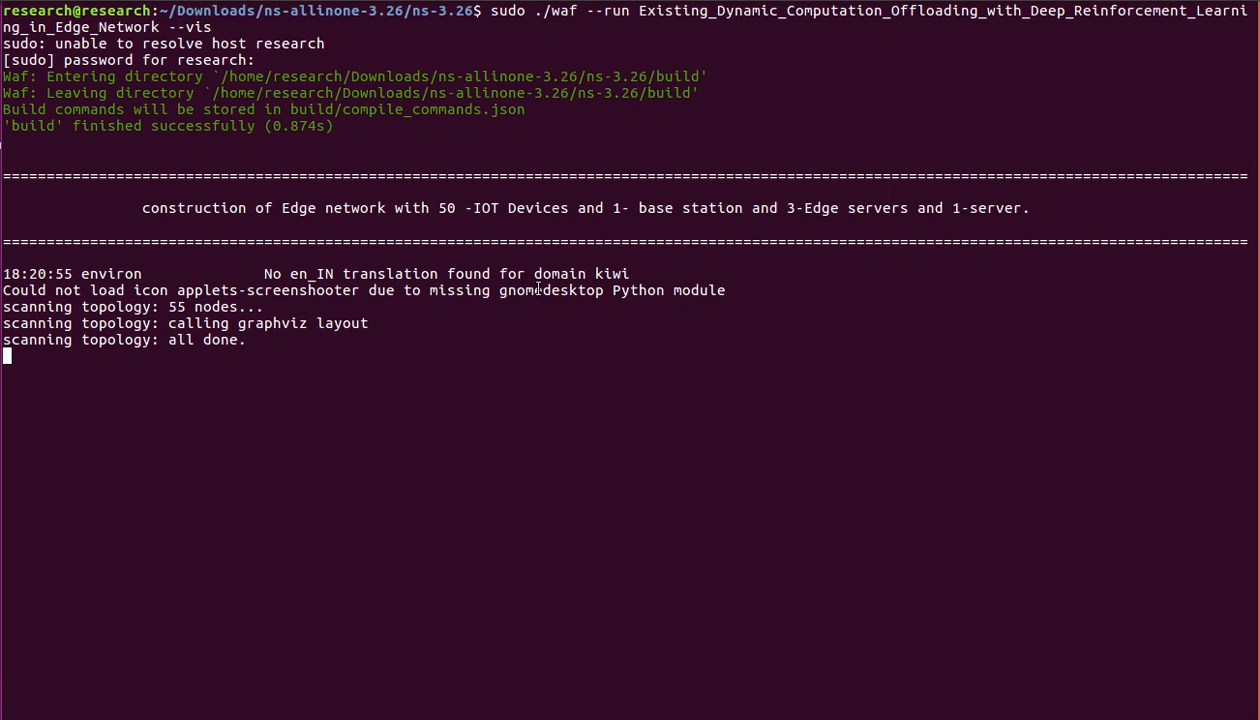 research@research:~/Downloads/ns-allinone-3.26/ns-3.26$ sudo ./waf --run Existing_Dynamic_Computation_Offloading_with_Deep_Reinforcement_Learni
ng_in_Edge_Network --vis
sudo: unable to resolve host research
[sudo] password for research:
Waf: Entering directory `/home/research/Downloads/ns-allinone-3.26/ns-3.26/build'
Waf: Leaving directory `/home/research/Downloads/ns-allinone-3.26/ns-3.26/build'
Build commands will be stored in build/compile_commands.json
'build' finished successfully (0.874s)
===============================================================================================================================================
construction of Edge network with 50 -IOT Devices and 1- base station and 3-Edge servers and 1-server.
===============================================================================================================================================
18:20:55 environ              No en_IN translation found for domain kiwi
Could not load icon applets-screenshooter due to missing gnomedesktop Python module
scanning topology: 55 nodes...
scanning topology: calling graphviz layout
scanning topology: all done.